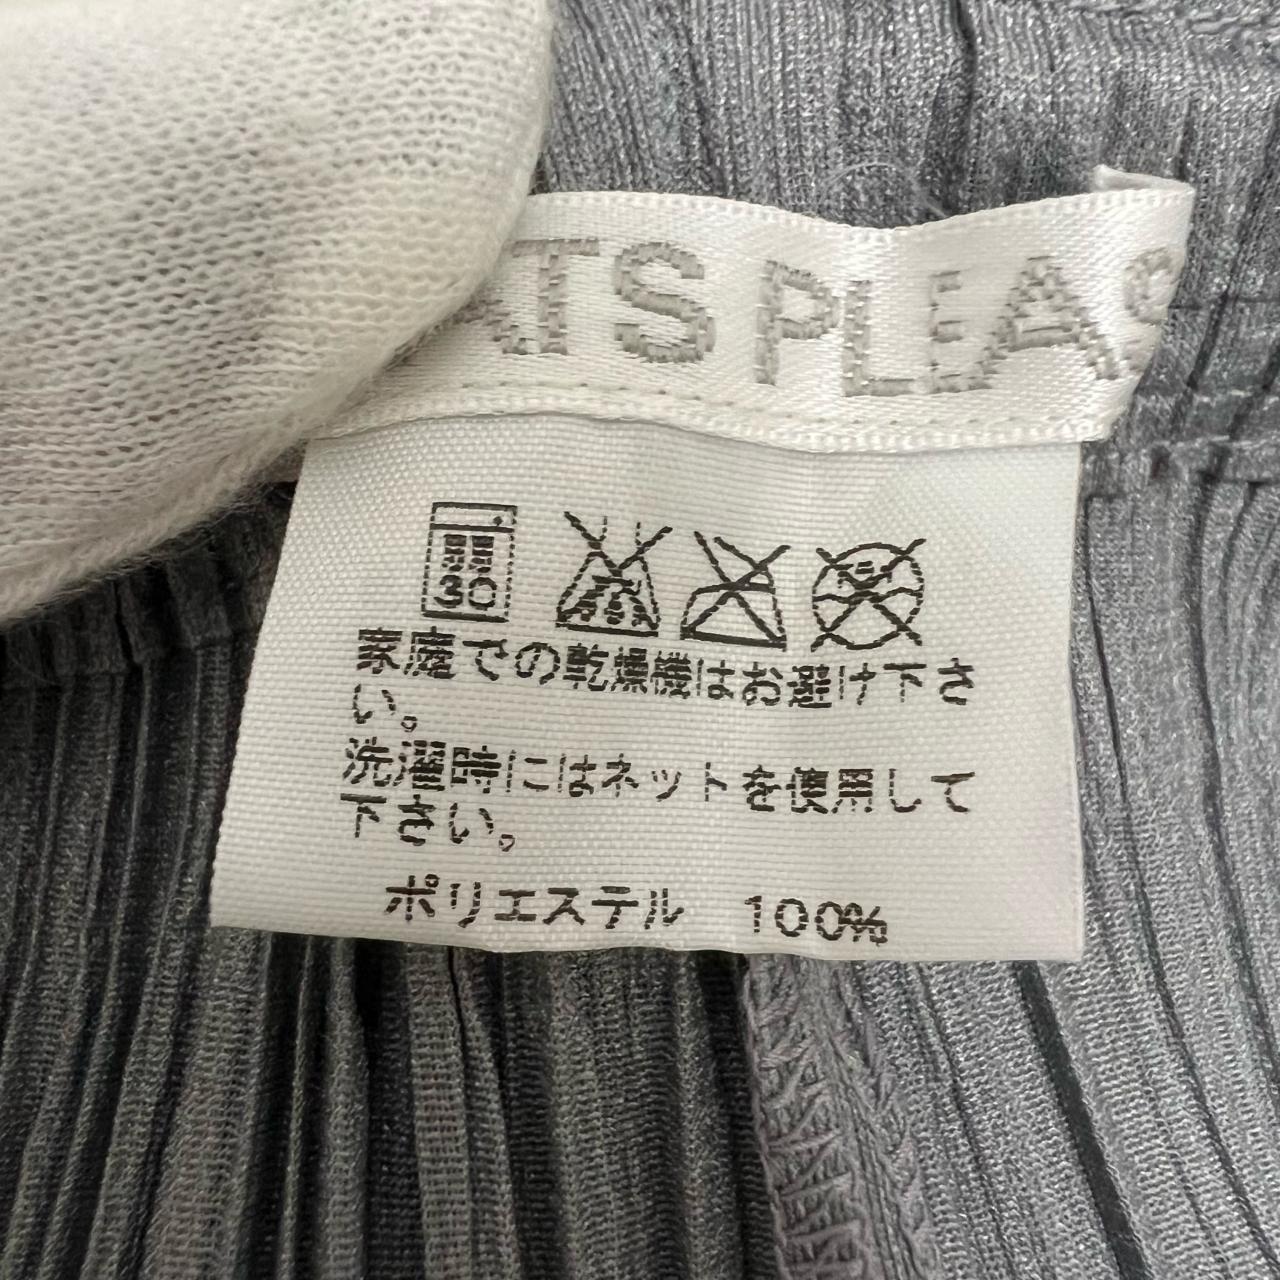 TS PLEAS
30
家庭での乾燥機はお避け下さ
い。
洗濯時にはネットを使用して
下さい。
ポリエステル 100%